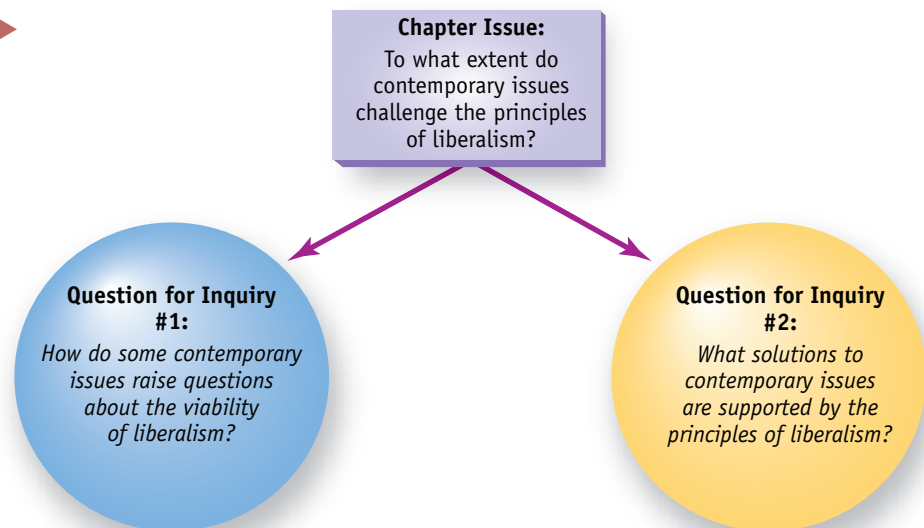 Chapter Issue:
To what extent do
contemporary issues
challenge the principles
of liberalism?
Question for Inquiry
#1:
How do some contemporary
issues raise questions
about the viability
of liberalism?
Question for Inquiry
#2:
What solutions to
contemporary issues
are supported by the
principles of liberalism?